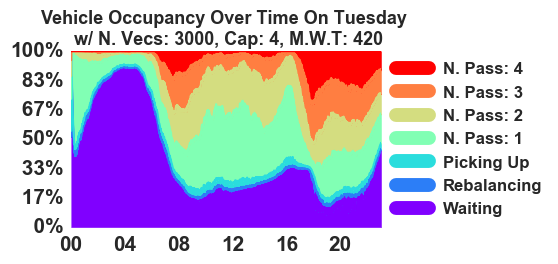 Vehicle Occupancy Over Time On Tuesday
w/ N. Vecs: 3000, Cap: 4, M.W.T: 420
100%
83%
67%
50%
33%
17%
0%
00 04 08 12 16 20
N. Pass: 4
N. Pass: 3
N. Pass: 2
N. Pass: 1
Picking Up
Rebalancing
Waiting